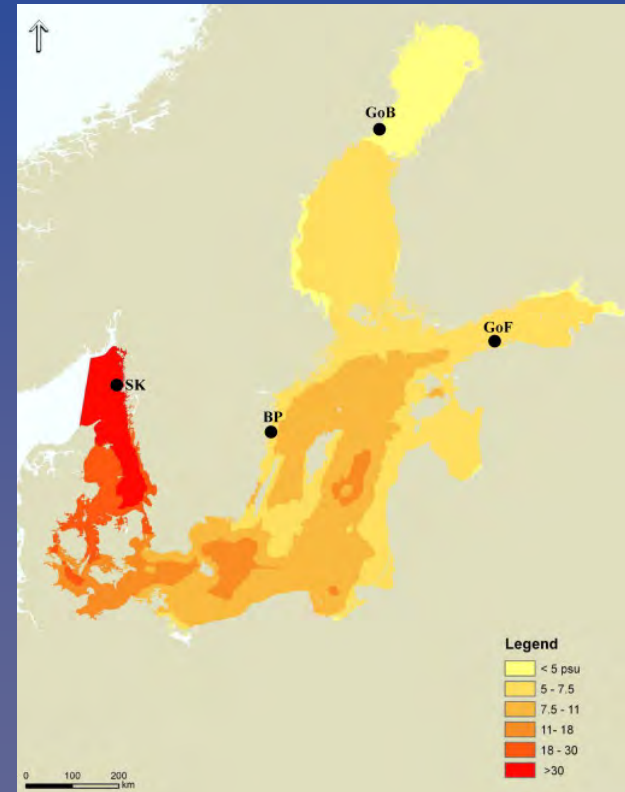 GoB
GoF
SK
BP
Legend
< 5 psu
5 - 7.5
7.5 - 11
11- 18
18 - 30
>30
0 100 200
km